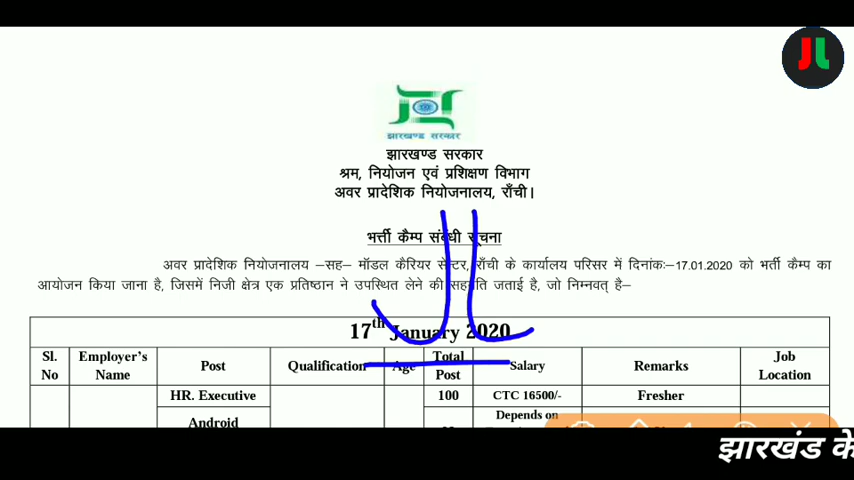 JL
झारखण्ड सरकार
झारखण्ड सरकार
श्रम, नियोजन एवं प्रशिक्षण विभाग
अवर प्रादेशिक नियोजनालय, राँची।
भर्त्ती कैम्प संबंधी सूचना
अवर प्रादेशिक नियोजनालय –सह– मॉडल कैरियर सेन्टर, राँची के कार्यालय परिसर में दिनांकः–17.01.2020 को भर्ती कैम्प का
आयोजन किया जाना है, जिसमें निजी क्षेत्र एक प्रतिष्ठान ने उपस्थित लेने की सहमति जताई है, जो निम्नवत् है–
17th January 2020
Sl. No Employer's Name Post Qualification Age Total Post Salary Remarks Job Location
HR. Executive 100 CTC 16500/- Fresher
Android Depends on
झारखंड के